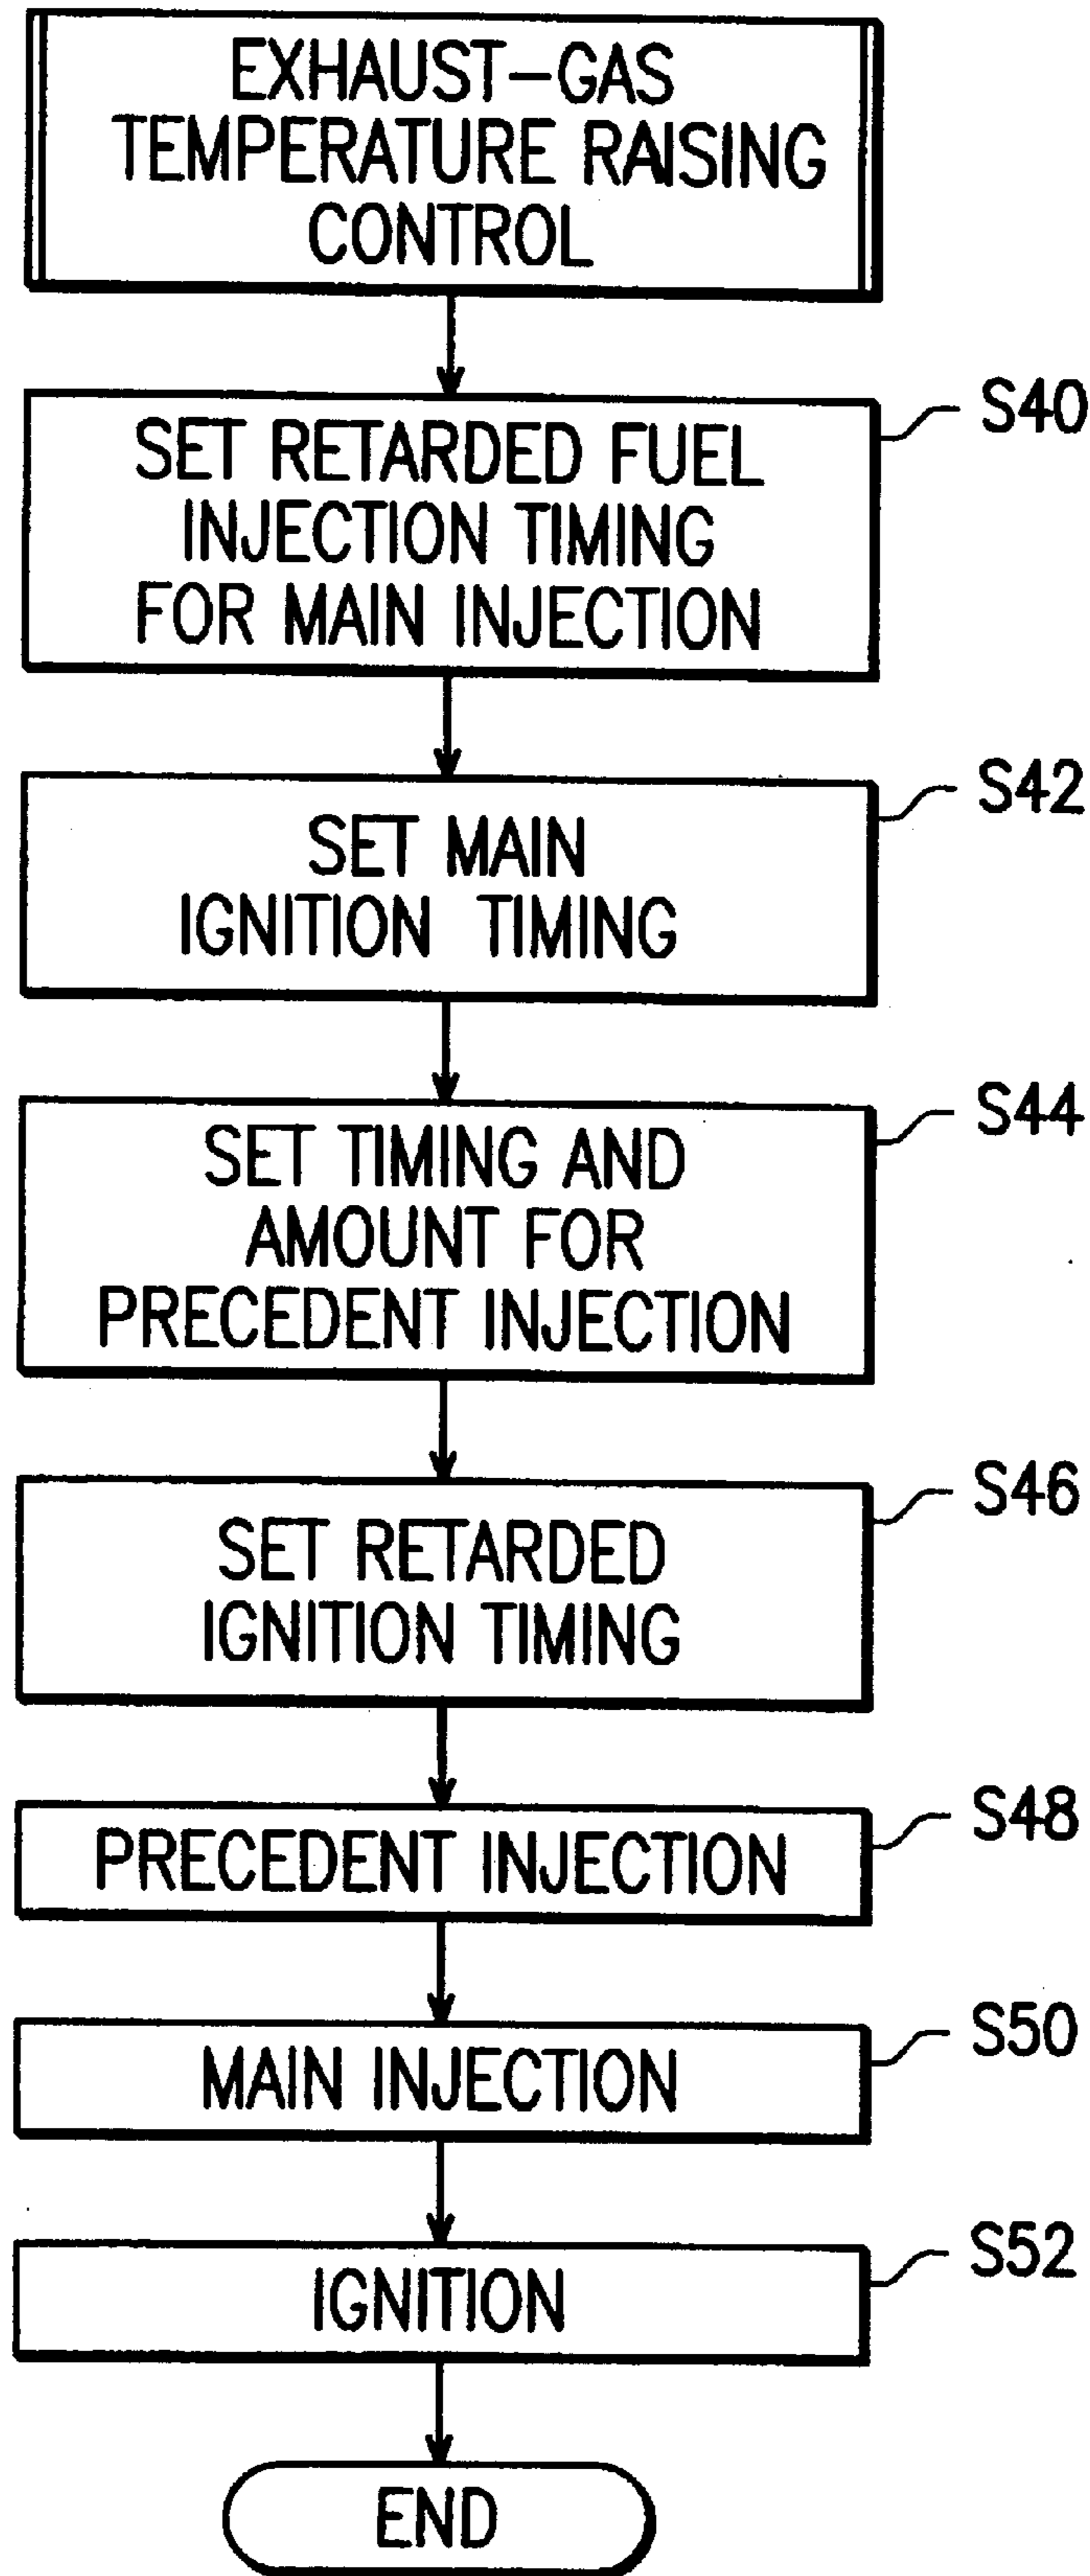 EXHAUST-GAS
TEMPERATURE RAISING
CONTROL
S40
SET RETARDED FUEL
INJECTION TIMING
FOR MAIN INJECTION
S42
SET MAIN
IGNITION TIMING
S44
SET TIMING AND
AMOUNT FOR
PRECEDENT INJECTION
S46
SET RETARDED
IGNITION TIMING
S48
PRECEDENT INJECTION
S50
MAIN INJECTION
S52
IGNITION
END